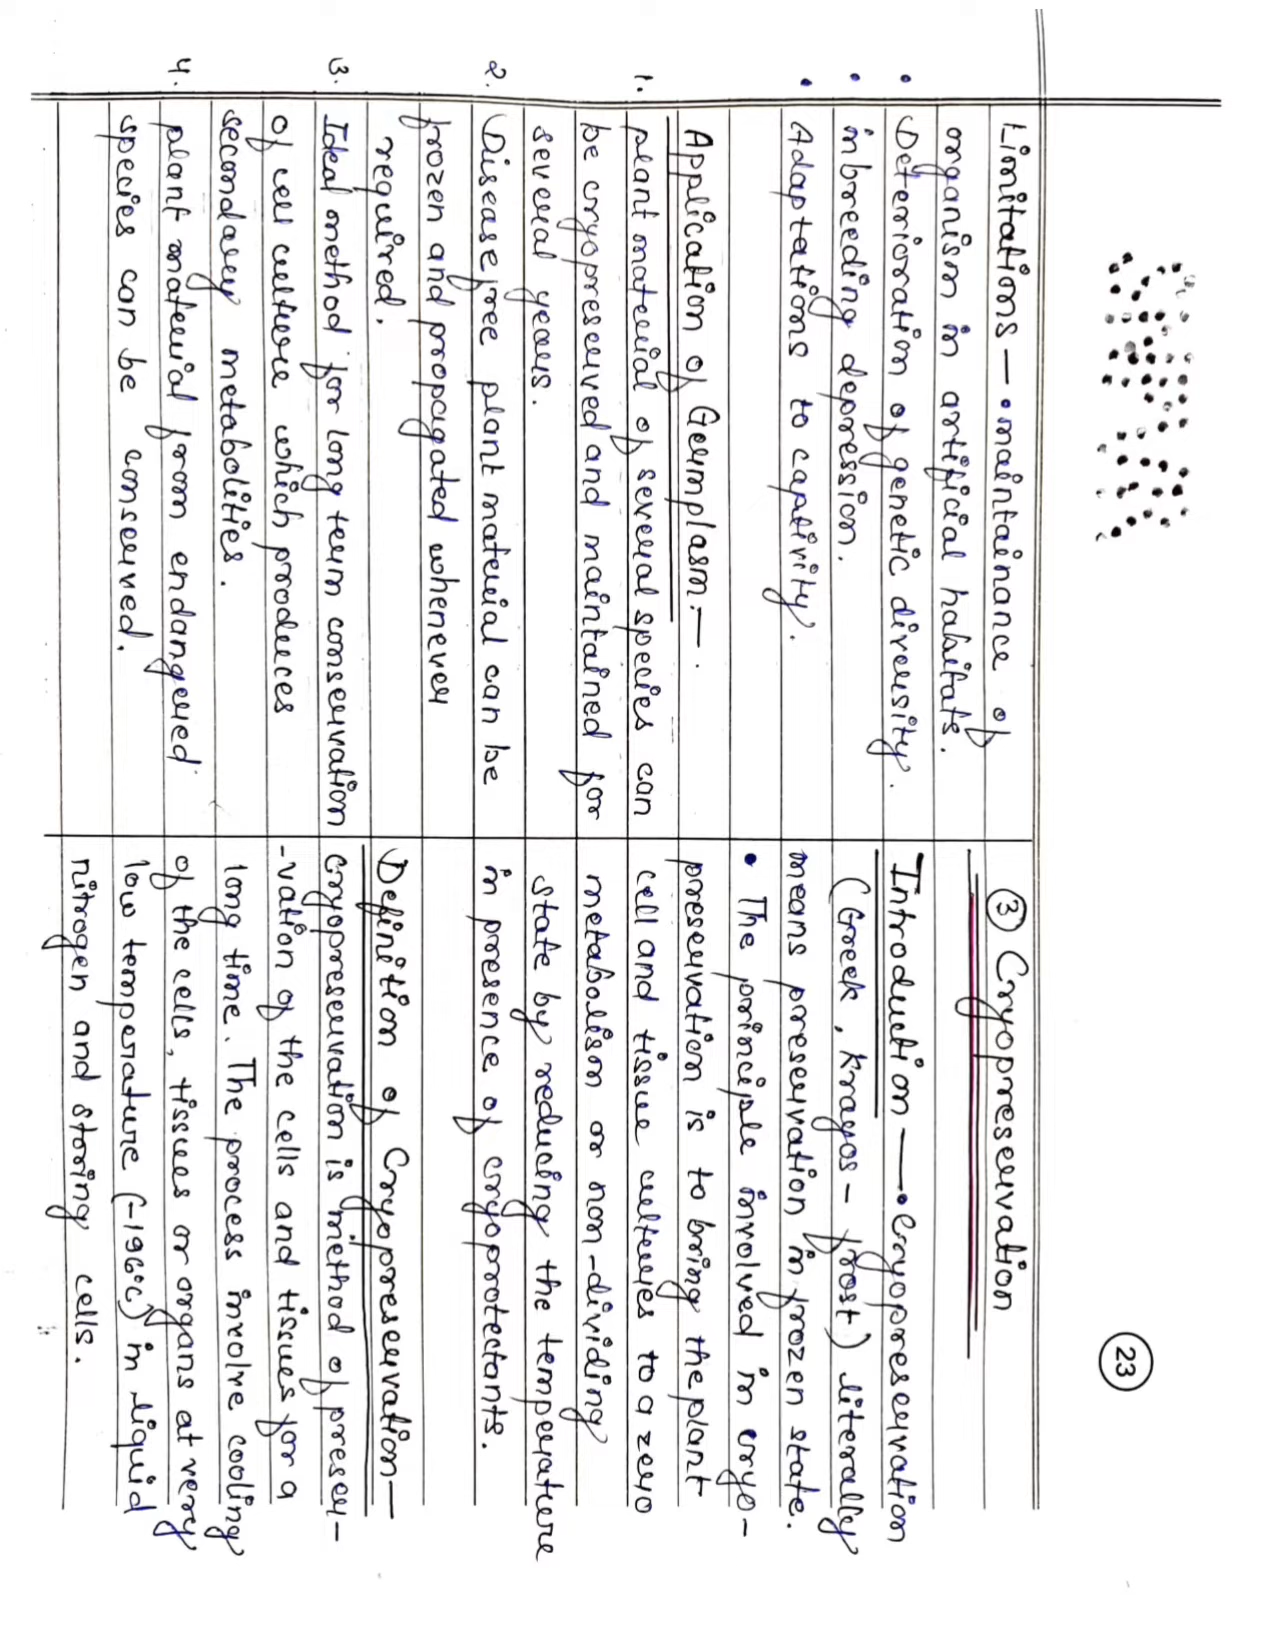 23
Limitations — • maintainance of
organism in artificial habitats.
• Deterioration of genetic diversity.
• inbreeding depression.
• Adaptations to captivity.
Application of Germplasm:—.
1. plant material of several species can
be cryopreserved and maintained for
several years.
2. Disease free plant material can be
frozen and propagated whenever
required.
3. Ideal method for long term conservation
of cell culture which produces
secondary metabolities.
4. plant material from endangered
species can be conserved.
③ Cryopreservation
Introduction —• Cryopreservation
(Greek, Krayos – frost) literally
means preservation in frozen state.
• The principle involved in cryo-
preservation is to bring the plant
cell and tissue cultures to a zero
metabolism or non-dividing
state by reducing the temperature
in presence of cryoprotectants.
Definition of Cryopreservation—
cryopreservation is method of preser-
-vation of the cells and tissues for a
long time. The process involve cooling
of the cells, tissues or organs at very
low temperature (-196°c) in liquid
nitrogen and storing cells.